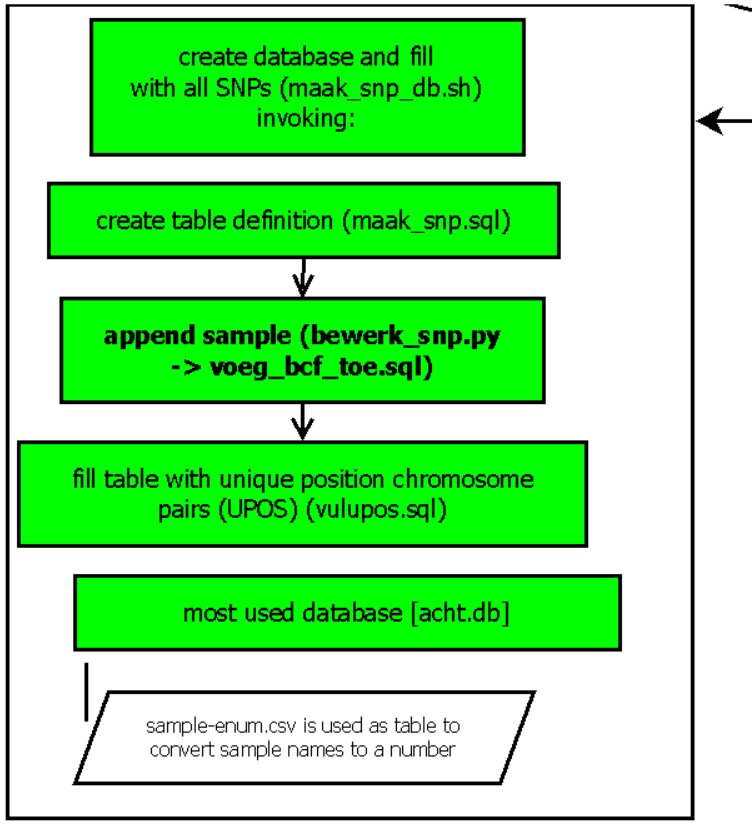 create database and fill
with all SNPs (maak_snp_db.sh)
invoking:
create table definition (maak_snp.sql)
append sample (bewerk_snp.py
-> voeg_bcf_toe.sql)
fill table with unique position chromosome
pairs (UPOS) (vulupos.sql)
most used database [acht.db]
sample-enum.csv is used as table to
convert sample names to a number